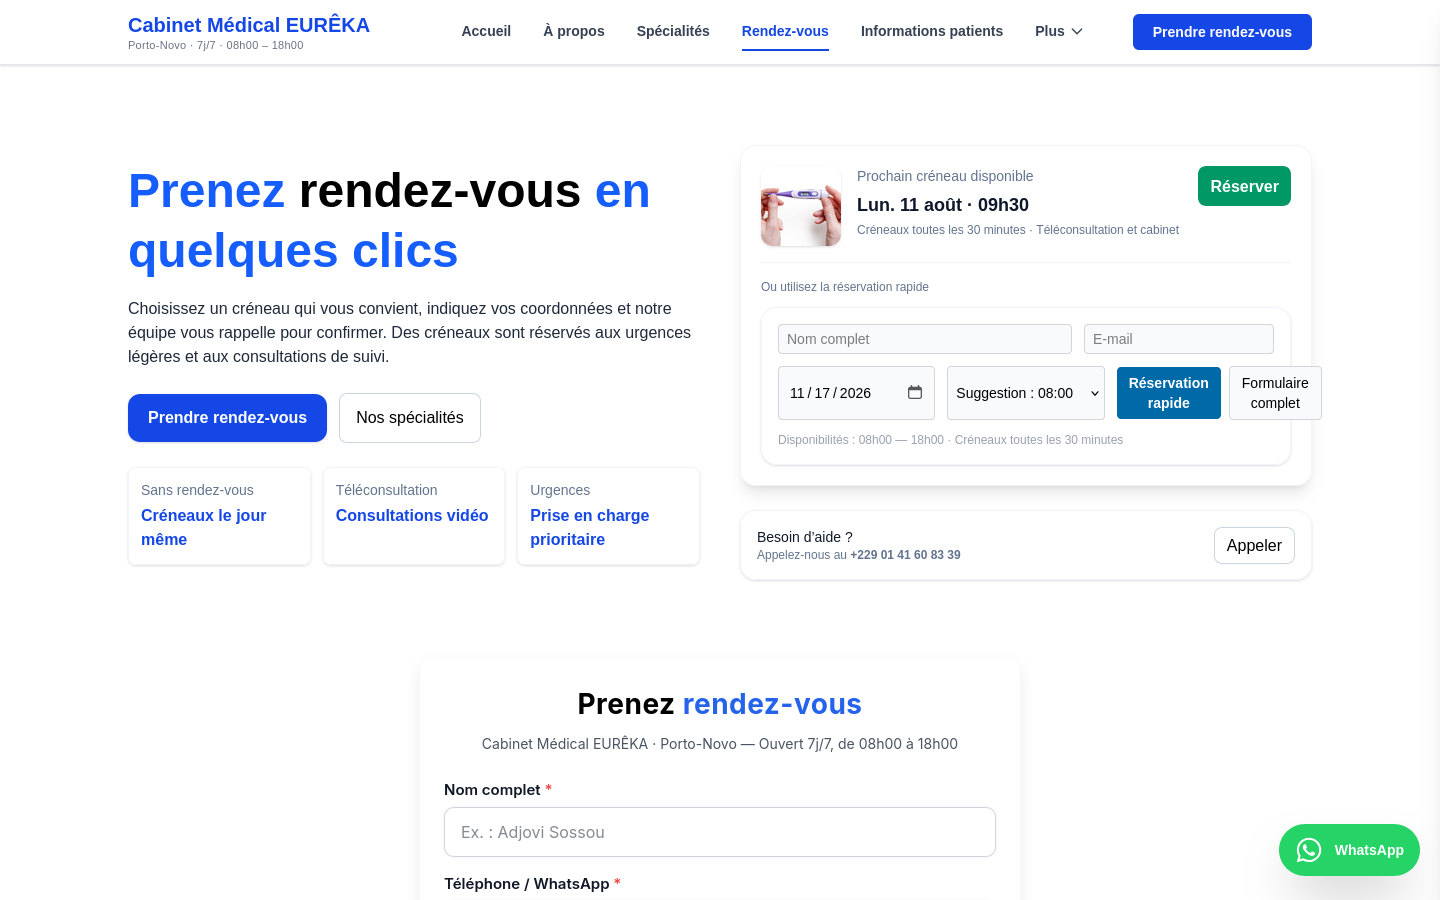 Cabinet Médical EURÊKA
Porto-Novo · 7j/7 · 08h00 – 18h00
Accueil
À propos
Spécialités
Rendez-vous
Informations patients
Plus
Prendre rendez-vous
Prenez rendez-vous en
quelques clics
Choisissez un créneau qui vous convient, indiquez vos coordonnées et notre
équipe vous rappelle pour confirmer. Des créneaux sont réservés aux urgences
légères et aux consultations de suivi.
Prendre rendez-vous
Nos spécialités
Sans rendez-vous
Créneaux le jour
même
Téléconsultation
Consultations vidéo
Urgences
Prise en charge
prioritaire
Prochain créneau disponible
Lun. 11 août · 09h30
Créneaux toutes les 30 minutes · Téléconsultation et cabinet
Réserver
Ou utilisez la réservation rapide
Nom complet
E-mail
11/17/2026
Suggestion : 08:00
Réservation
rapide
Formulaire
complet
Disponibilités : 08h00 — 18h00 · Créneaux toutes les 30 minutes
Besoin d’aide ?
Appelez-nous au +229 01 41 60 83 39
Appeler
Prenez rendez-vous
Cabinet Médical EURÊKA · Porto-Novo — Ouvert 7j/7, de 08h00 à 18h00
Nom complet *
Ex. : Adjovi Sossou
Téléphone / WhatsApp *
WhatsApp